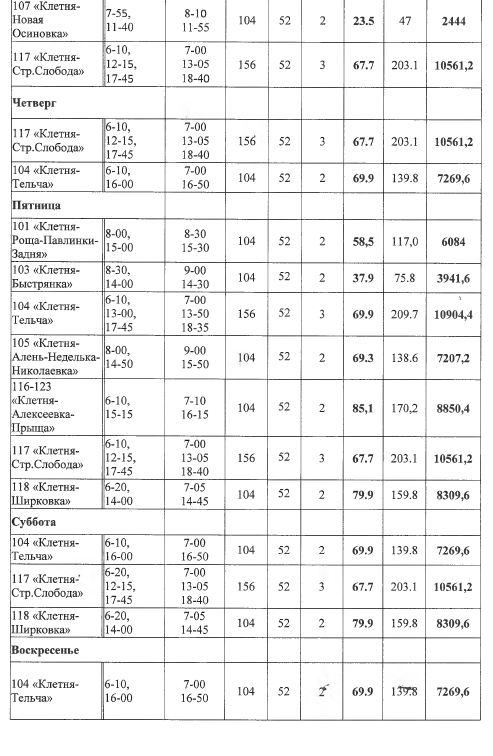 107 «Клетня-
Новая
Осиновка»
7-55,
11-40
8-10
11-55
104 52 2 23.5 47 2444
117 «Клетня-
Стр.Слобода»
6-10,
12-15,
17-45
7-00
13-05
18-40
156 52 3 67.7 203.1 10561,2
Четверг
117 «Клетня-
Стр.Слобода»
6-10,
12-15,
17-45
7-00
13-05
18-40
156 52 3 67.7 203.1 10561,2
104 «Клетня-
Тельча»
6-10,
16-00
7-00
16-50
104 52 2 69.9 139.8 7269,6
Пятница
101 «Клетня-
Роща-Павлинки-
Задня»
8-00,
15-00
8-30
15-30
104 52 2 58,5 117,0 6084
103 «Клетня-
Быстрянка»
8-30,
14-00
9-00
14-30
104 52 2 37.9 75.8 3941,6
104 «Клетня-
Тельча»
6-10,
13-00,
17-45
7-00
13-50
18-35
156 52 3 69.9 209.7 10904,4
105 «Клетня-
Алень-Неделька-
Николаевка»
8-00,
14-50
9-00
15-50
104 52 2 69.3 138.6 7207,2
116-123
«Клетня-
Алексеевка-
Прыща»
6-10,
15-15
7-10
16-15
104 52 2 85,1 170,2 8850,4
117 «Клетня-
Стр.Слобода»
6-10,
12-15,
17-45
7-00
13-05
18-40
156 52 3 67.7 203.1 10561,2
118 «Клетня-
Ширковка»
6-20,
14-00
7-05
14-45
104 52 2 79.9 159.8 8309,6
Суббота
104 «Клетня-
Тельча»
6-10,
16-00
7-00
16-50
104 52 2 69.9 139.8 7269,6
117 «Клетня-
Стр.Слобода»
6-20,
12-15,
17-45
7-00
13-05
18-40
156 52 3 67.7 203.1 10561,2
118 «Клетня-
Ширковка»
6-20,
14-00
7-05
14-45
104 52 2 79.9 159.8 8309,6
Воскресенье
104 «Клетня-
Тельча»
6-10,
16-00
7-00
16-50
104 52 2 69.9 139.8 7269,6